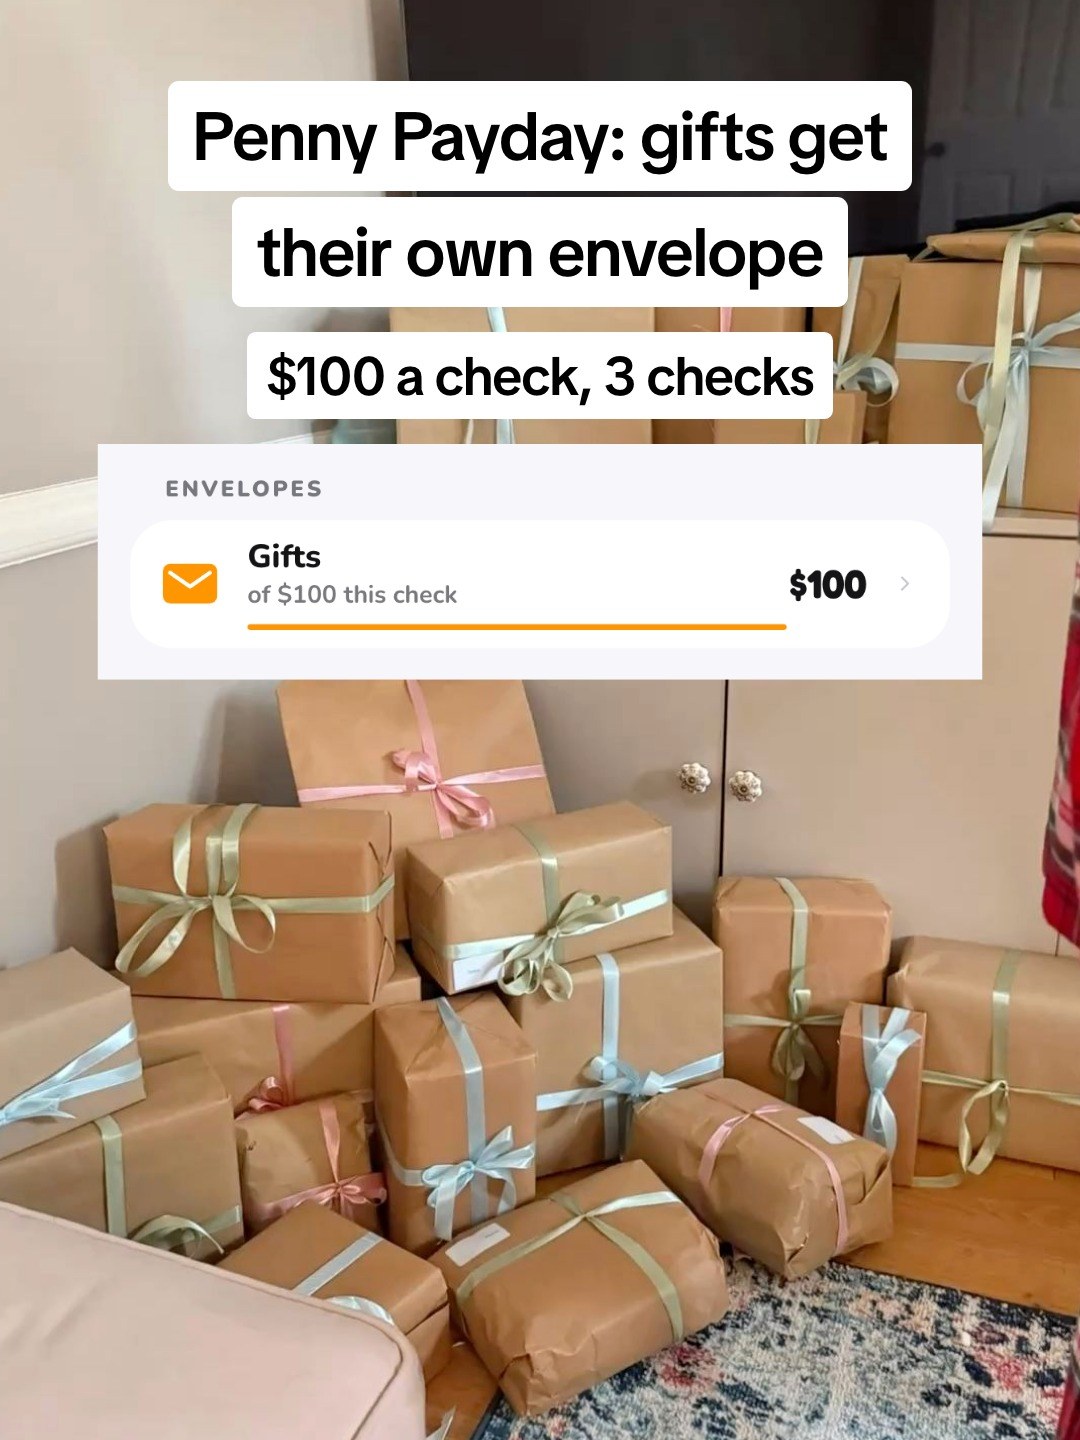 Penny Payday: gifts get
their own envelope
$100 a check, 3 checks
ENVELOPES
Gifts
of $100 this check
$100